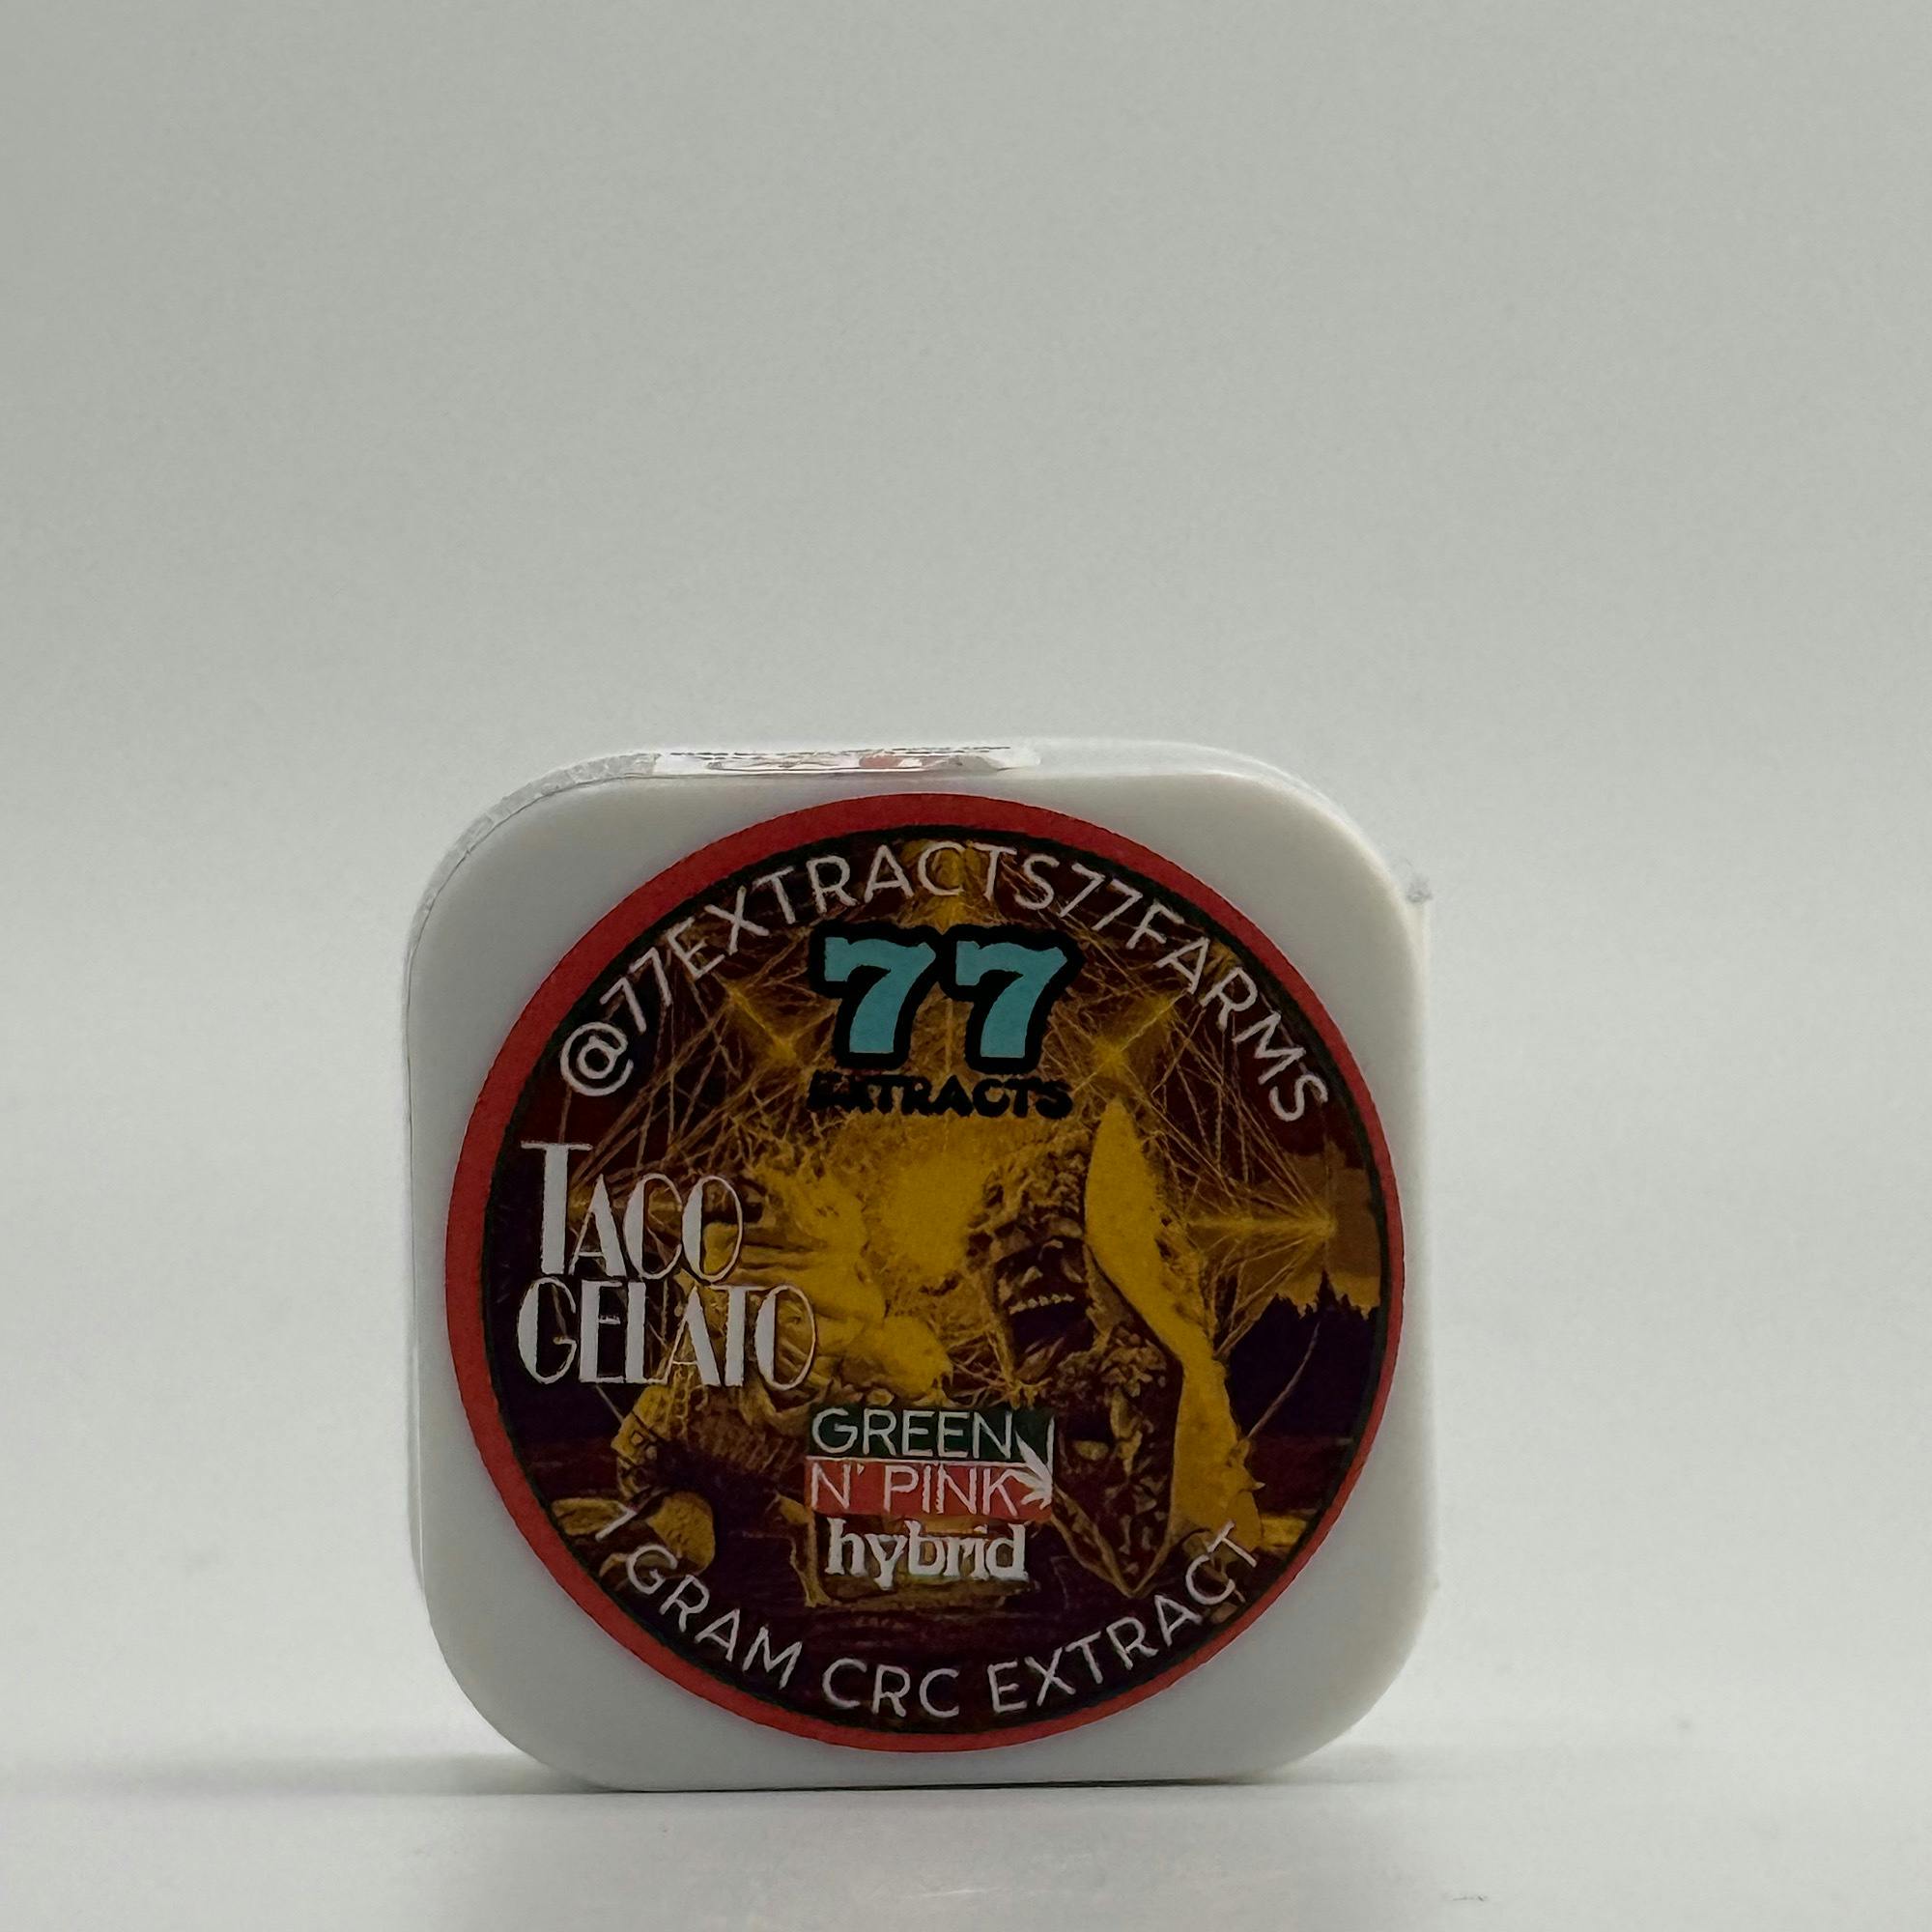 @77EXTRACTS77FARMS
77
EXTRACTS
TACO
GELATO
GREEN
N' PINK
hybrid
1 GRAM CRC EXTRACT